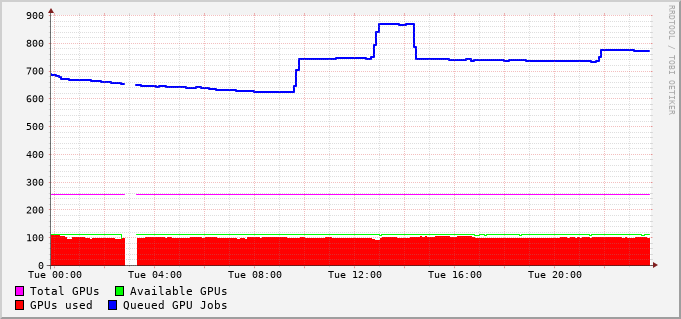 900
800
700
600
500
400
300
200
100
0
Tue 00:00 Tue 04:00 Tue 08:00 Tue 12:00 Tue 16:00 Tue 20:00
Total GPUs Available GPUs
GPUs used Queued GPU Jobs
RRDTOOL / TOBI OETIKER